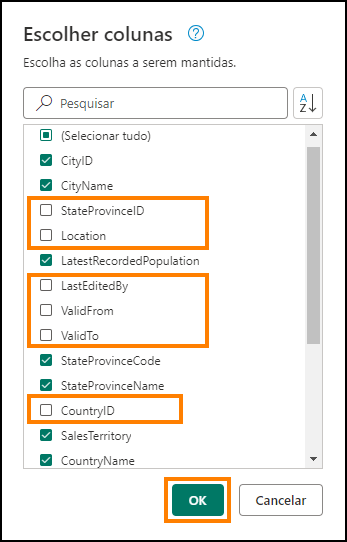 Escolher colunas ?
Escolha as colunas a serem mantidas.
Pesquisar
A
Z
(Selecionar tudo)
CityID
CityName
StateProvinceID
Location
LatestRecordedPopulation
LastEditedBy
ValidFrom
ValidTo
StateProvinceCode
StateProvinceName
CountryID
SalesTerritory
CountryName
OK Cancelar